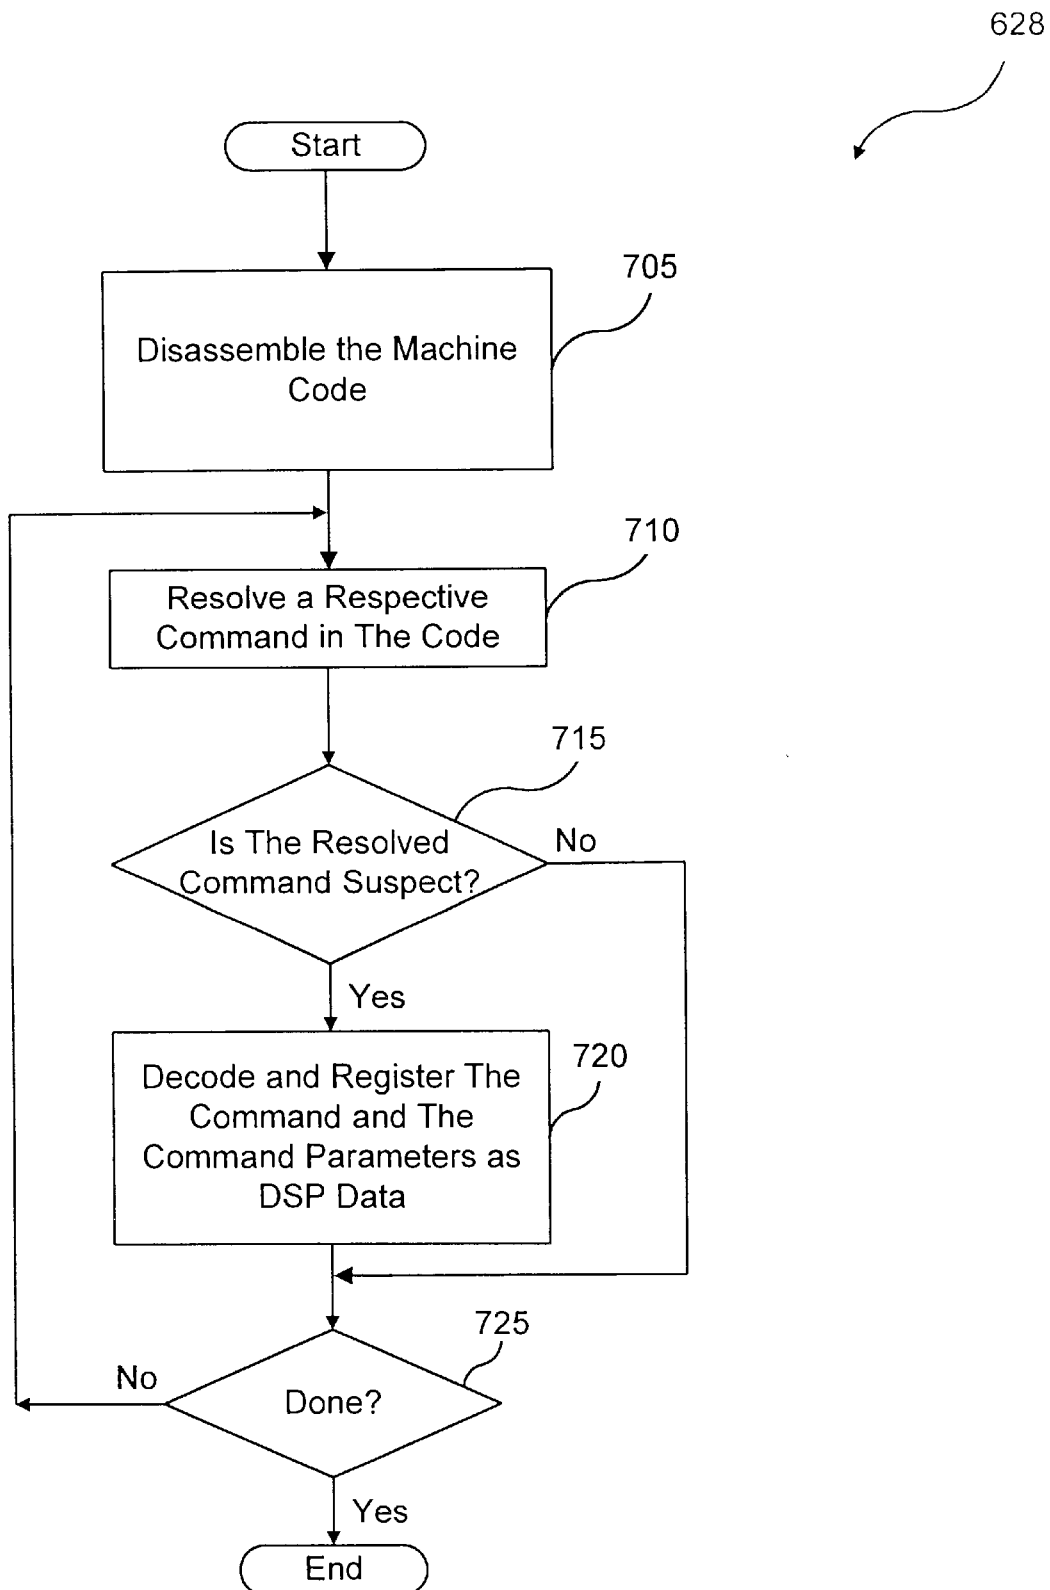 628
Start
705
Disassemble the Machine
Code
710
Resolve a Respective
Command in The Code
715
Is The Resolved
Command Suspect?
No
Yes
720
Decode and Register The
Command and The
Command Parameters as
DSP Data
725
No
Done?
Yes
End